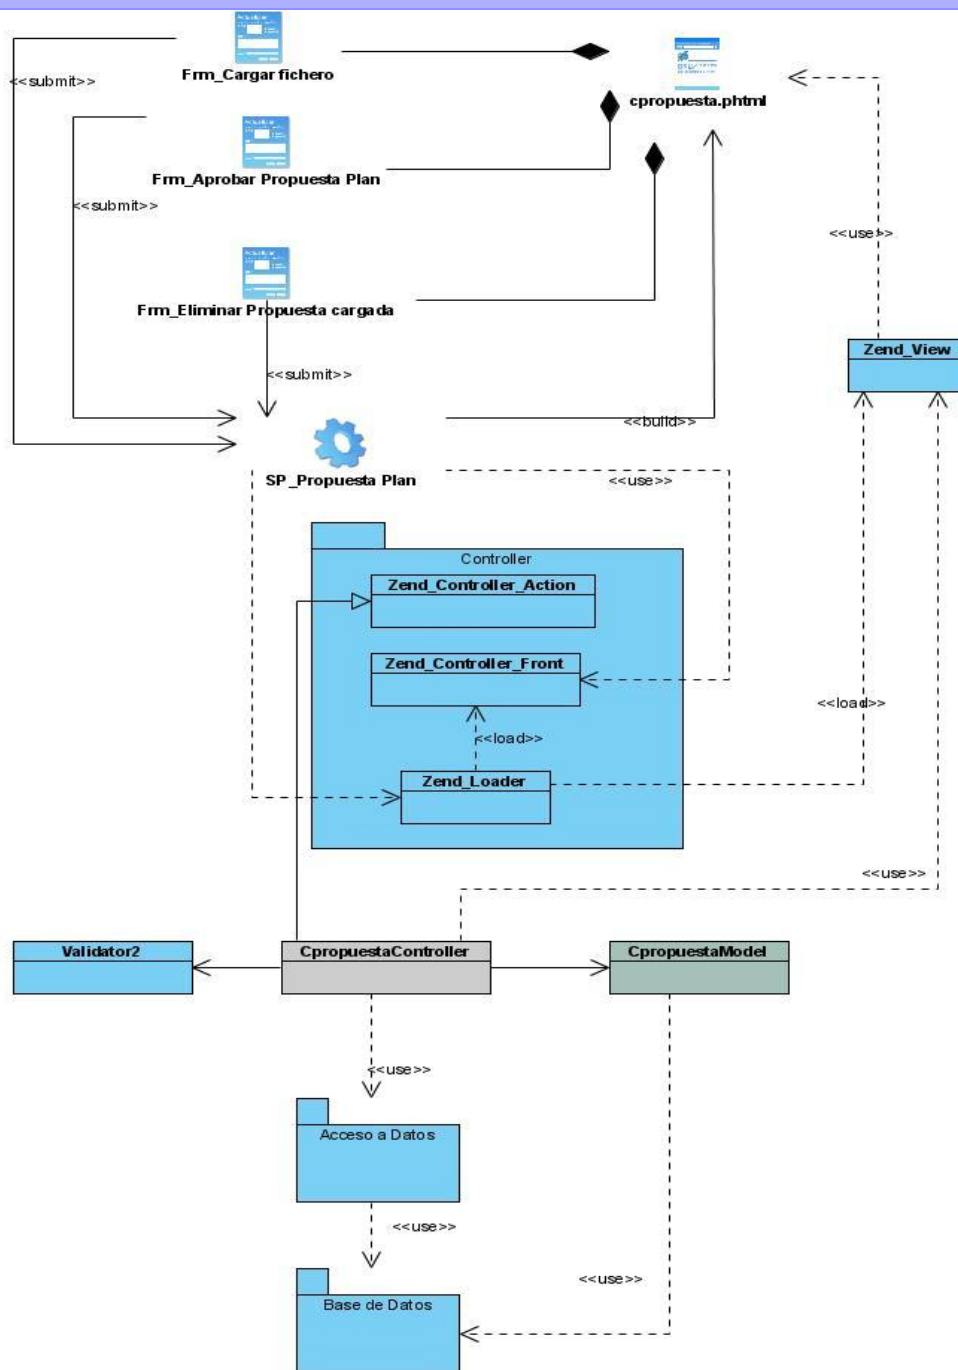 <<submit>>
Frm_Cargar fichero
cpropuesta.phtml
Frm_Aprobar Propuesta Plan
<<submit>>
<<use>>
Frm_Eliminar Propuesta cargada
Zend_View
<<submit>>
<<build>>
SP_Propuesta Plan
<<use>>
Controller
Zend_Controller_Action
Zend_Controller_Front
<<load>>
<<load>>
Zend_Loader
<<use>>
Validator2
CpropuestaController
CpropuestaModel
<<use>>
Acceso a Datos
<<use>>
<<use>>
Base de Datos